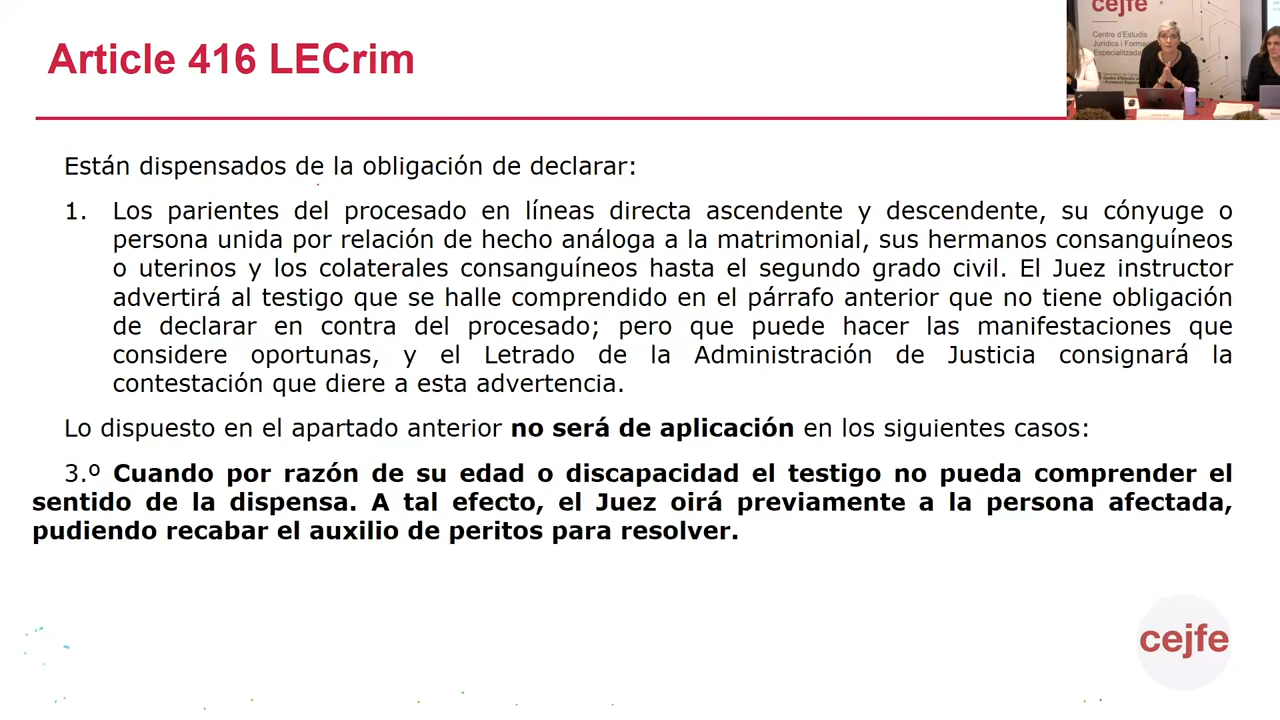 Article 416 LECrim
cejfe
Centre d'Estudis
Jurídics i Formació
Especialitzada
Están dispensados de la obligación de declarar:
1. Los parientes del procesado en líneas directa ascendente y descendente, su cónyuge o
persona unida por relación de hecho análoga a la matrimonial, sus hermanos consanguíneos
o uterinos y los colaterales consanguíneos hasta el segundo grado civil. El Juez instructor
advertirá al testigo que se halle comprendido en el párrafo anterior que no tiene obligación
de declarar en contra del procesado; pero que puede hacer las manifestaciones que
considere oportunas, y el Letrado de la Administración de Justicia consignará la
contestación que diere a esta advertencia.
Lo dispuesto en el apartado anterior no será de aplicación en los siguientes casos:
3.º Cuando por razón de su edad o discapacidad el testigo no pueda comprender el
sentido de la dispensa. A tal efecto, el Juez oirá previamente a la persona afectada,
pudiendo recabar el auxilio de peritos para resolver.
cejfe